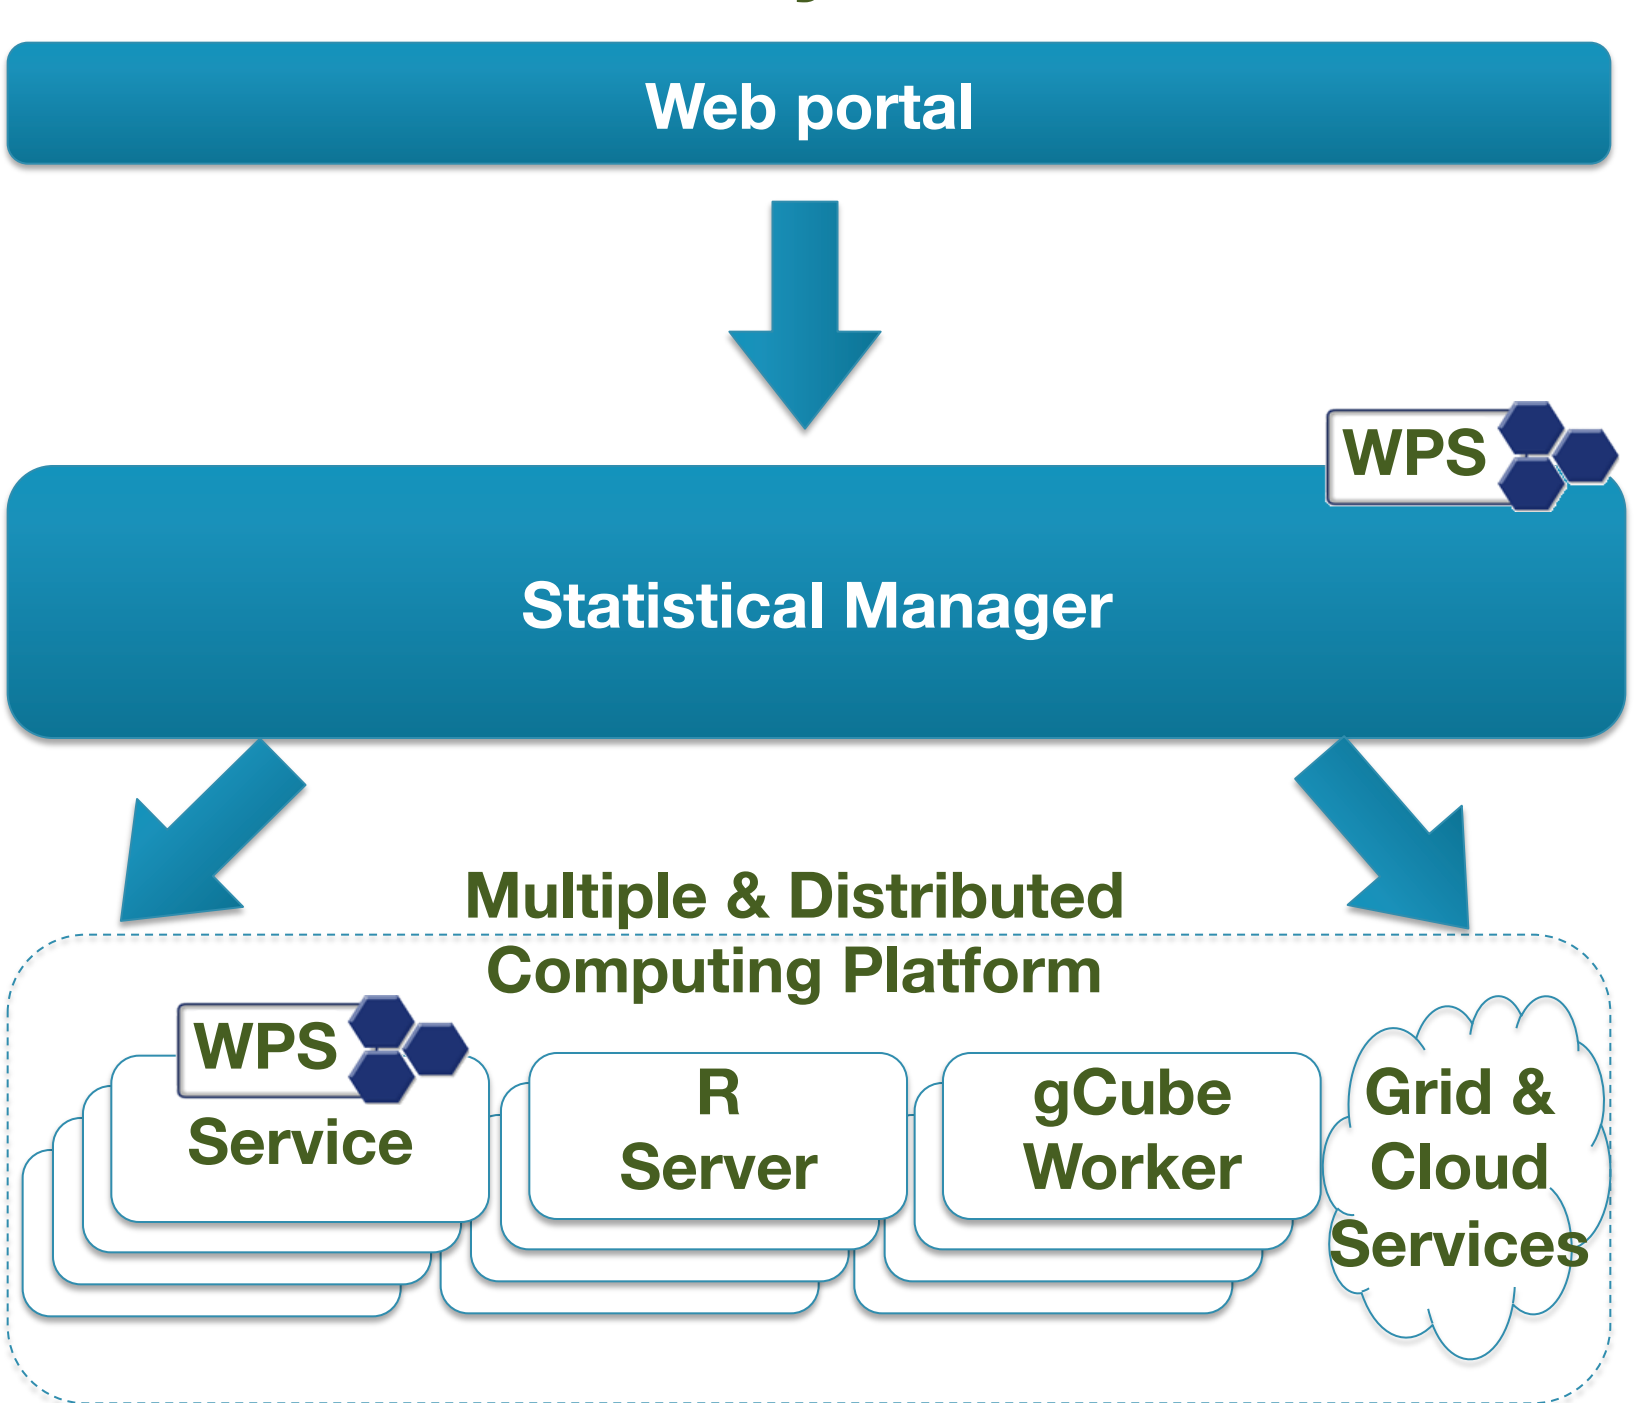 Web portal
WPS
Statistical Manager
Multiple & Distributed
Computing Platform
WPS
Service
R
Server
gCube
Worker
Grid &
Cloud
Services